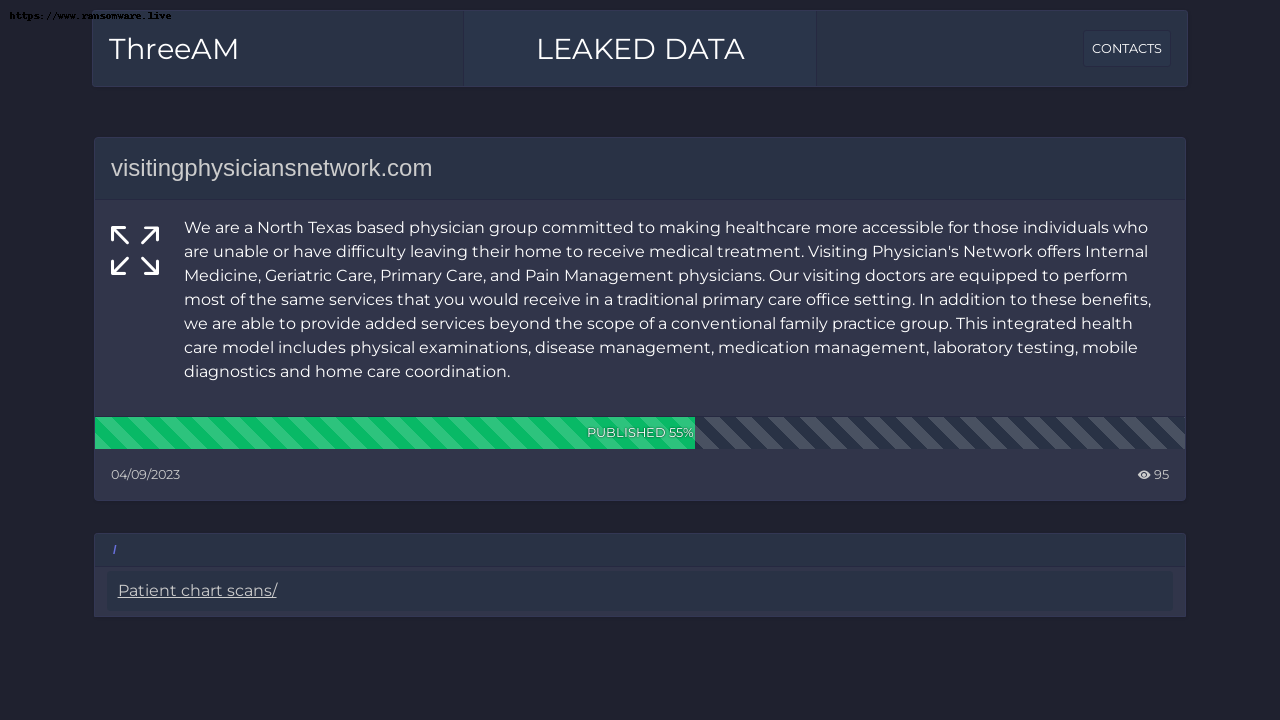 https://www.ransomware.live
ThreeAM
LEAKED DATA
CONTACTS
visitingphysiciansnetwork.com
We are a North Texas based physician group committed to making healthcare more accessible for those individuals who
are unable or have difficulty leaving their home to receive medical treatment. Visiting Physician's Network offers Internal
Medicine, Geriatric Care, Primary Care, and Pain Management physicians. Our visiting doctors are equipped to perform
most of the same services that you would receive in a traditional primary care office setting. In addition to these benefits,
we are able to provide added services beyond the scope of a conventional family practice group. This integrated health
care model includes physical examinations, disease management, medication management, laboratory testing, mobile
diagnostics and home care coordination.
PUBLISHED 55%
04/09/2023
95
/
Patient chart scans/